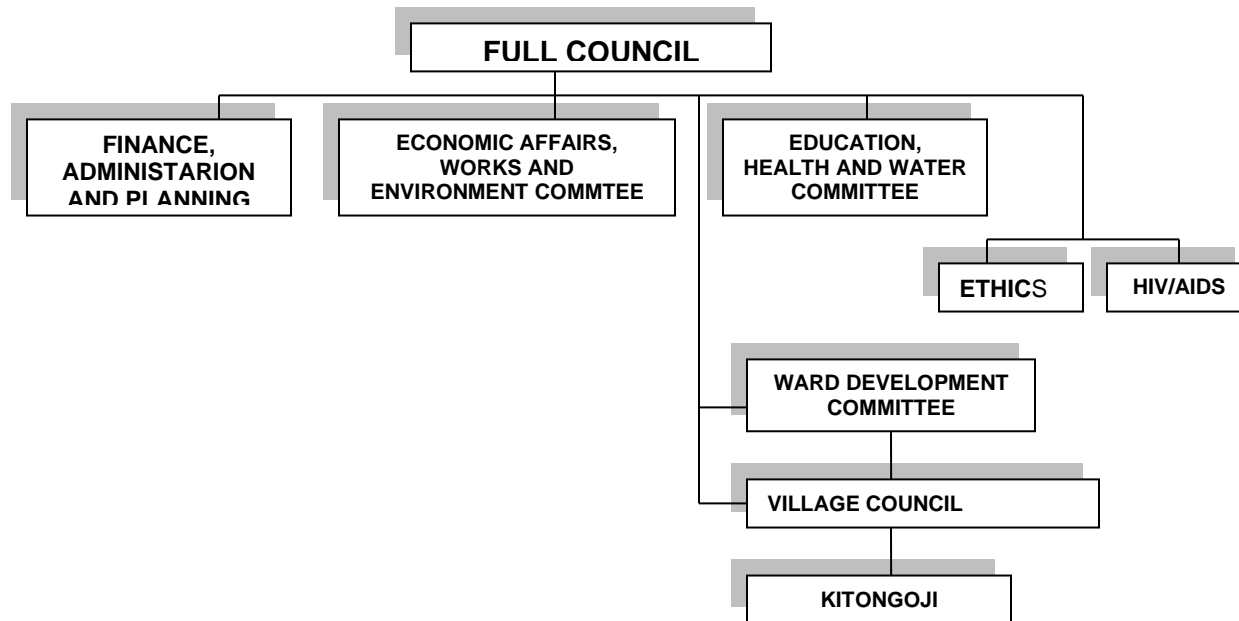 FULL COUNCIL
FINANCE,
ADMINISTARION
AND PLANNING
ECONOMIC AFFAIRS,
WORKS AND
ENVIRONMENT COMMTEE
EDUCATION,
HEALTH AND WATER
COMMITTEE
ETHICS
HIV/AIDS
WARD DEVELOPMENT
COMMITTEE
VILLAGE COUNCIL
KITONGOJI